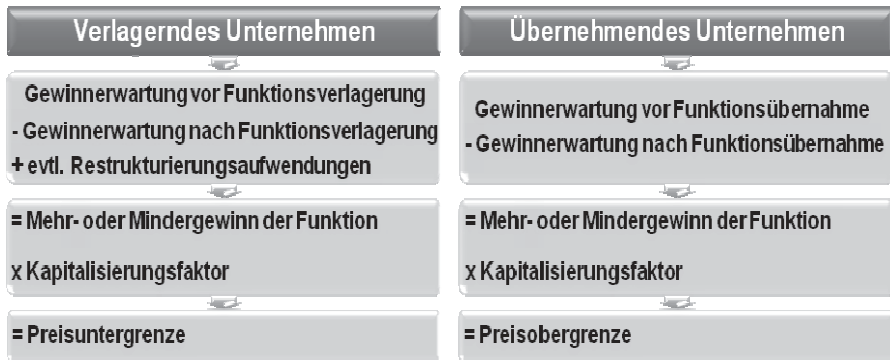 Verlagerndes Unternehmen
Gewinnerwartung vor Funktionsverlagerung
- Gewinnerwartung nach Funktionsverlagerung
+ evtl. Restrukturierungsaufwendungen
= Mehr- oder Mindergewinn der Funktion
x Kapitalisierungsfaktor
= Preisuntergrenze
Übernehmendes Unternehmen
Gewinnerwartung vor Funktionsübernahme
- Gewinnerwartung nach Funktionsübernahme
= Mehr- oder Mindergewinn der Funktion
x Kapitalisierungsfaktor
= Preisobergrenze